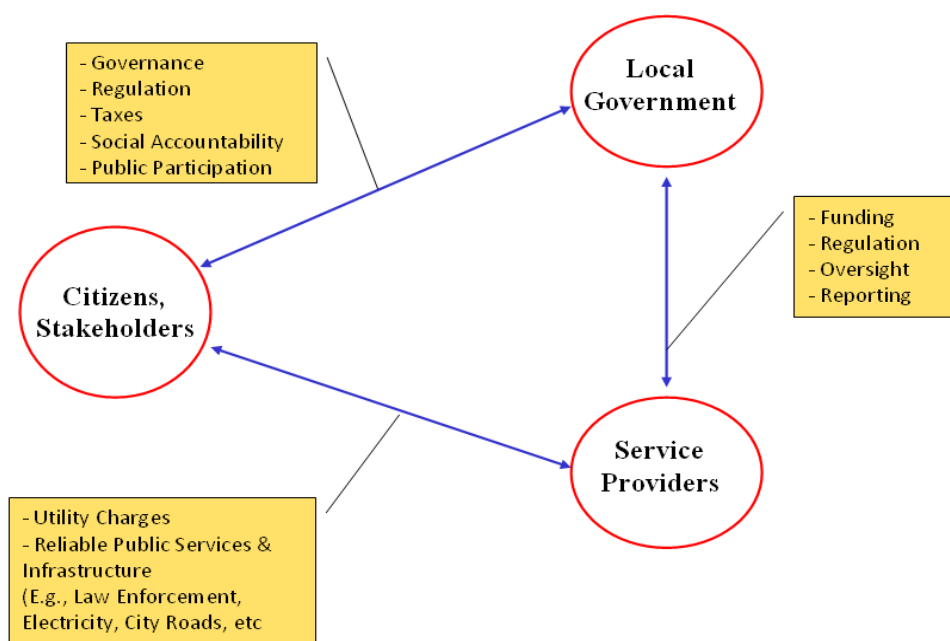 - Governance
- Regulation
- Taxes
- Social Accountability
- Public Participation
Local
Government
- Funding
- Regulation
- Oversight
- Reporting
Citizens,
Stakeholders
Service
Providers
- Utility Charges
- Reliable Public Services &
Infrastructure
(E.g., Law Enforcement,
Electricity, City Roads, etc